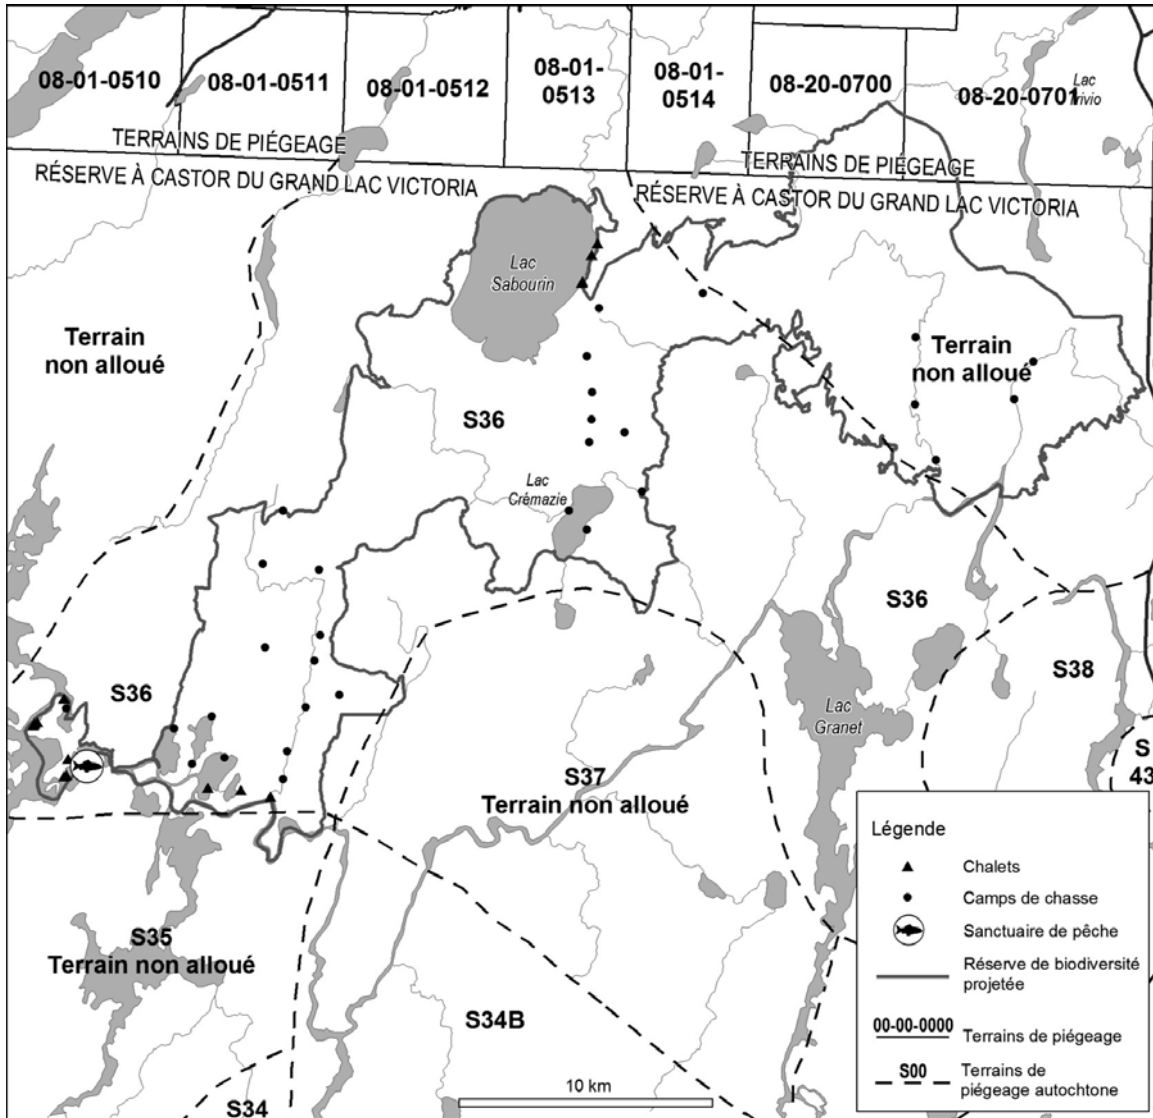 08-01-0510
08-01-0511
08-01-0512
08-01-
0513
08-01-
0514
08-20-0700
08-20-0701
Lac
TERRAINS DE PIÉGEAGE
TERRAINS DE PIÉGEAGE
RÉSERVE À CASTOR DU GRAND LAC VICTORIA
RÉSERVE À CASTOR DU GRAND LAC VICTORIA
Lac
Sabourin
Terrain
non alloué
Terrain
non alloué
S36
Lac
Crémazie
S36
S36
S38
Lac
Granet
S
43
S37
Terrain non alloué
S35
Terrain non alloué
S34B
S34
10 km
Légende
Chalets
Camps de chasse
Sanctuaire de pêche
Réserve de biodiversité
projetée
00-00-0000
Terrains de piégeage
S00
Terrains de
piégeage autochtone